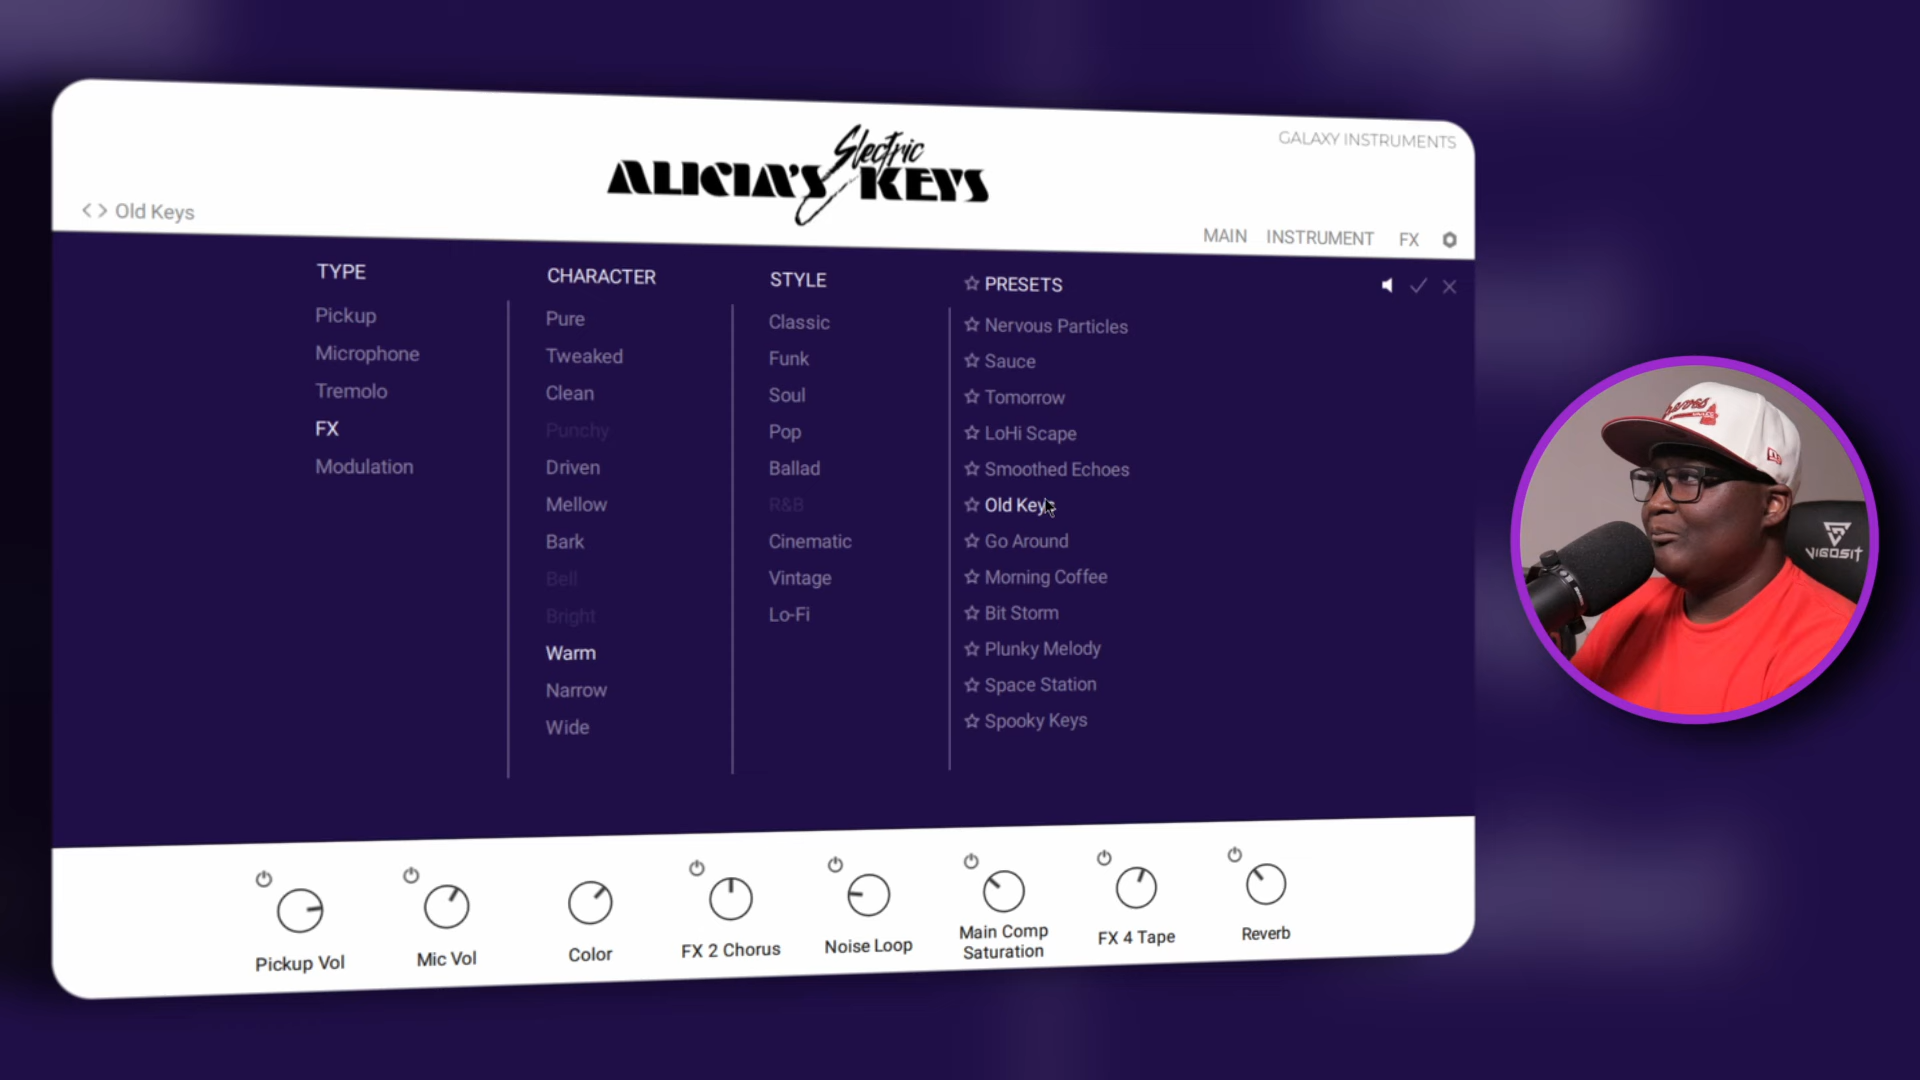 GALAXY INSTRUMENTS
Electric
ALICIA'S KEYS
< > Old Keys
MAIN INSTRUMENT FX
TYPE
Pickup
Microphone
Tremolo
FX
Modulation
CHARACTER
Pure
Tweaked
Clean
Punchy
Driven
Mellow
Bark
Bell
Bright
Warm
Narrow
Wide
STYLE
Classic
Funk
Soul
Pop
Ballad
R&B
Cinematic
Vintage
Lo-Fi
PRESETS
Nervous Particles
Sauce
Tomorrow
LoHi Scape
Smoothed Echoes
Old Keys
Go Around
Morning Coffee
Bit Storm
Plunky Melody
Space Station
Spooky Keys
Pickup Vol
Mic Vol
Color
FX 2 Chorus
Noise Loop
Main Comp
Saturation
FX 4 Tape
Reverb
Braves
VIGOSIT